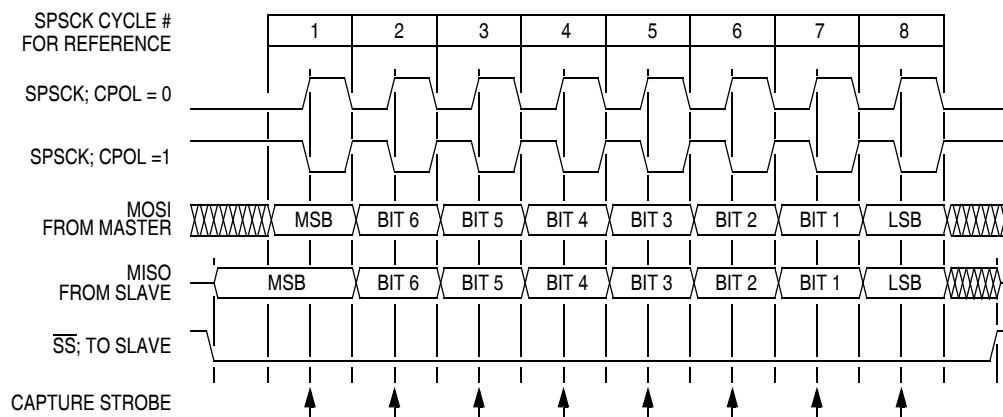 SPSCK CYCLE #
FOR REFERENCE
1 2 3 4 5 6 7 8
SPSCK; CPOL = 0
SPSCK; CPOL =1
MOSI
FROM MASTER
MSB BIT 6 BIT 5 BIT 4 BIT 3 BIT 2 BIT 1 LSB
MISO
FROM SLAVE
MSB BIT 6 BIT 5 BIT 4 BIT 3 BIT 2 BIT 1 LSB
SS; TO SLAVE
CAPTURE STROBE